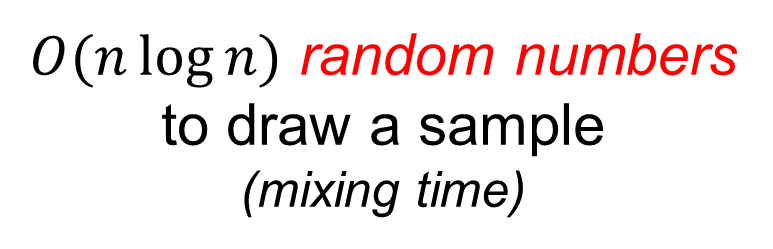 O(n log n) random numbers
to draw a sample
(mixing time)